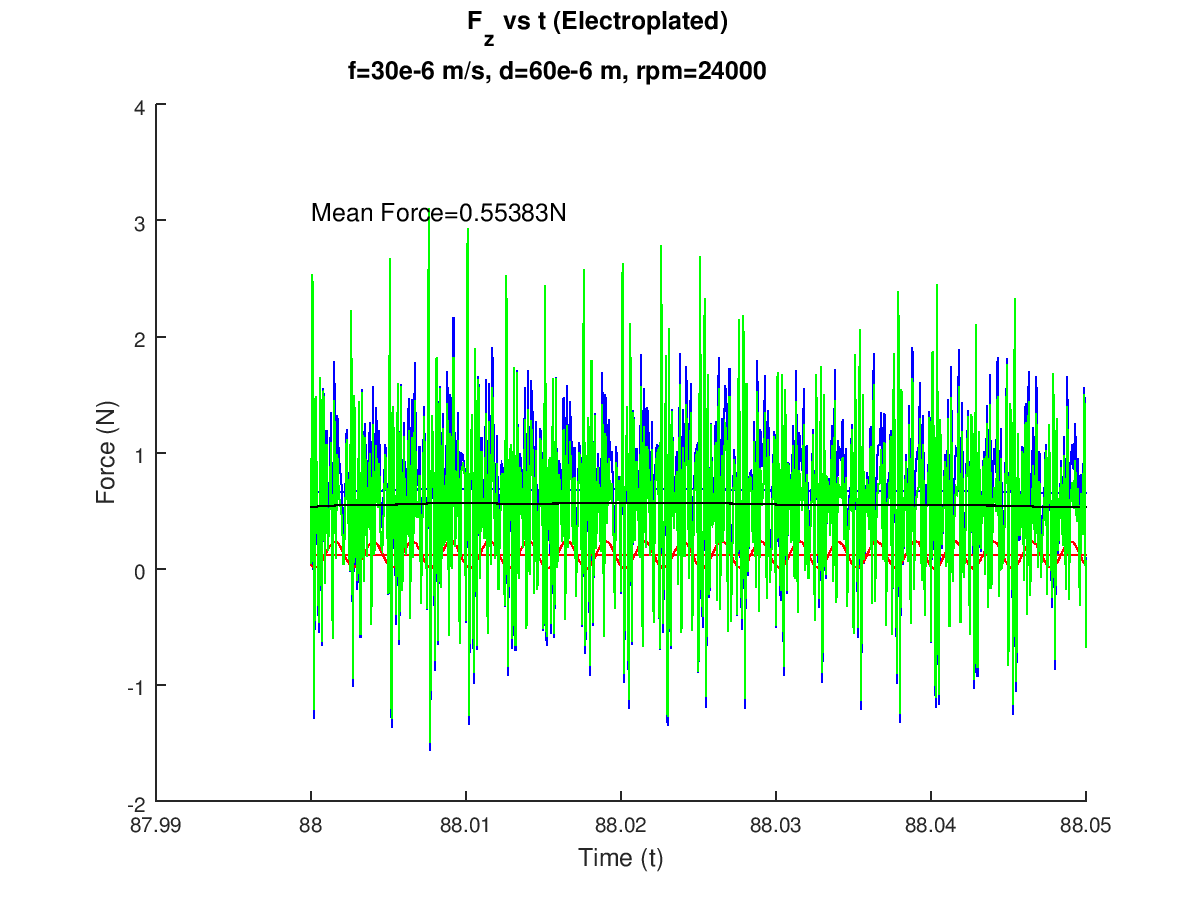 F_z vs t (Electroplated)
f=30e-6 m/s, d=60e-6 m, rpm=24000
4
3
2
1
0
-1
-2
Force (N)
Mean Force=0.55383N
87.99 88 88.01 88.02 88.03 88.04 88.05
Time (t)